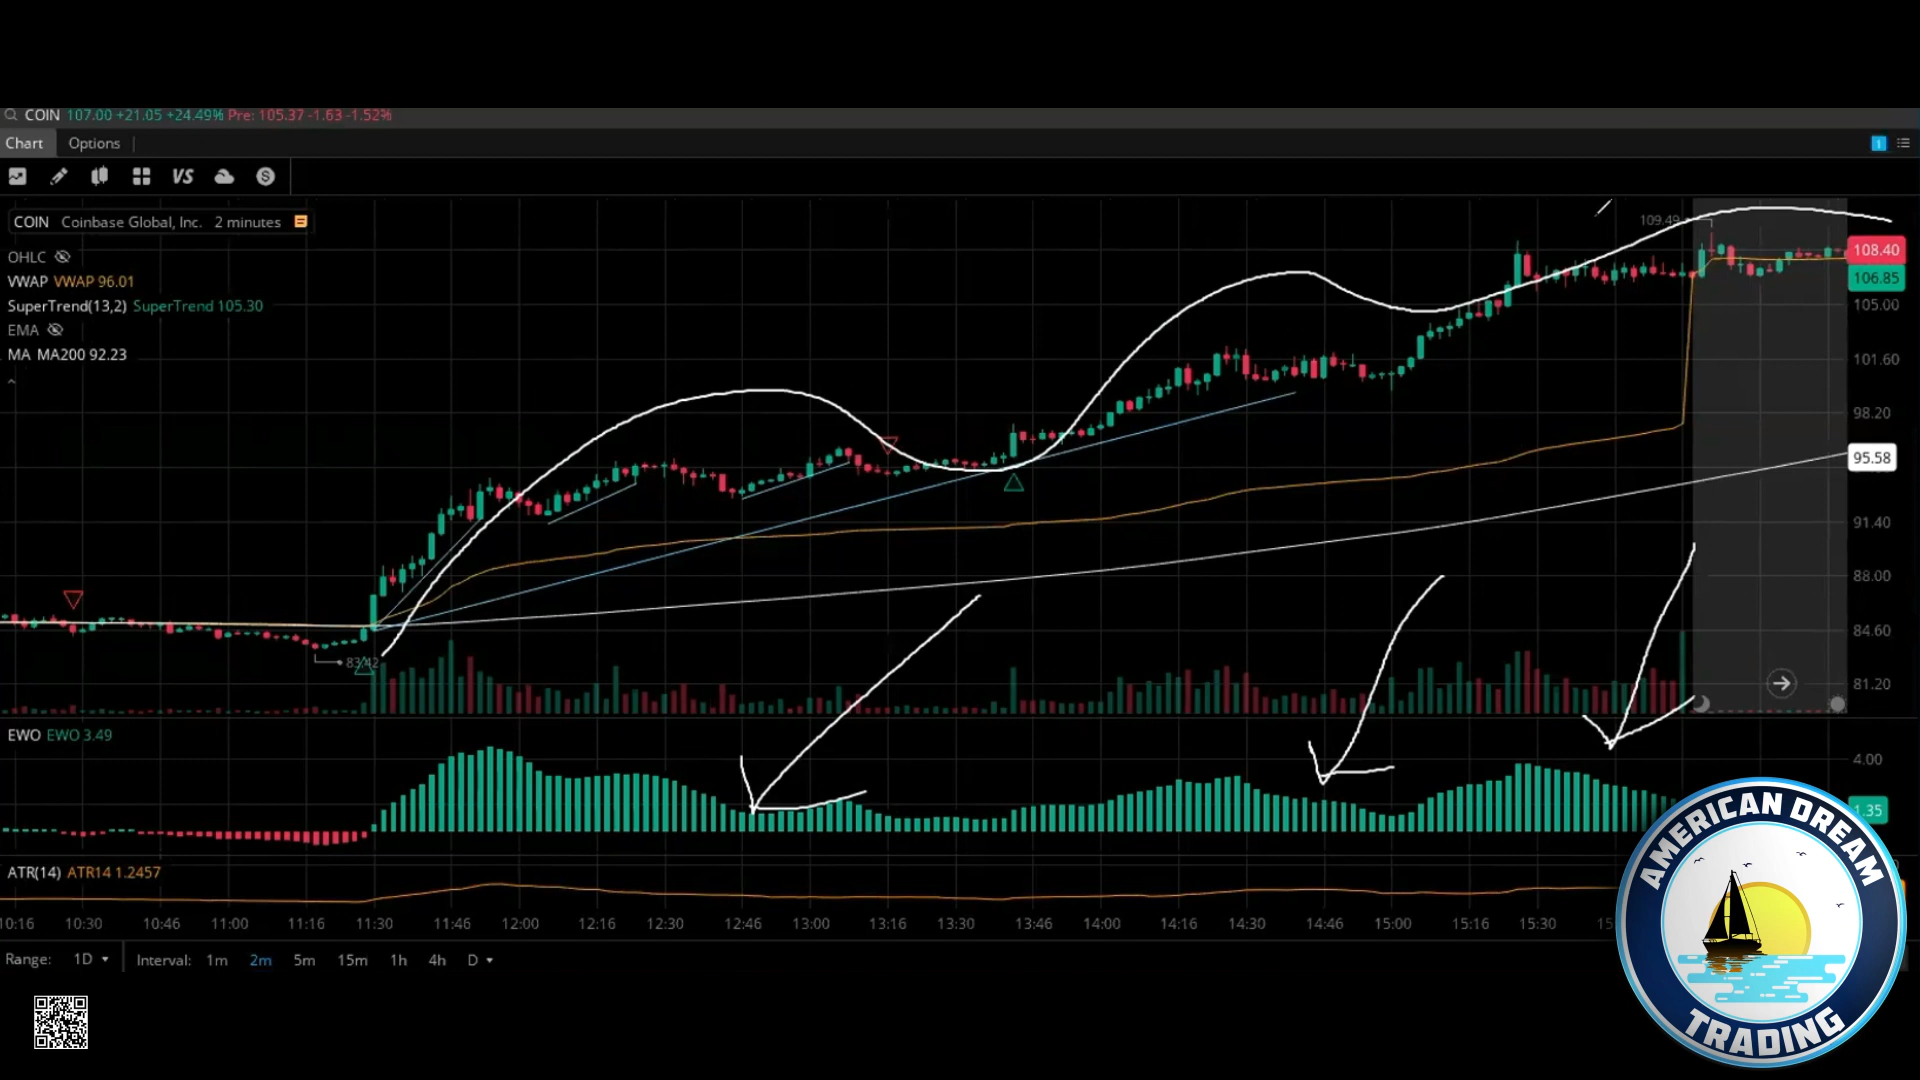 COIN 107.00 +21.05 +24.49% Pre: 105.37 -1.63 -1.52%
Chart Options
VS S
COIN Coinbase Global, Inc. 2 minutes
OHLC
VWAP VWAP 96.01
SuperTrend(13,2) SuperTrend 105.30
EMA
MA MA200 92.23
109.49
108.40
106.85
105.00
101.60
98.20
95.58
91.40
88.00
84.60
83.42
81.20
EWO EWO 3.49
4.00
1.35
ATR(14) ATR14 1.2457
10:16 10:30 10:46 11:00 11:16 11:30 11:46 12:00 12:16 12:30 12:46 13:00 13:16 13:30 13:46 14:00 14:16 14:30 14:46 15:00 15:16 15:30
Range: 1D Interval: 1m 2m 5m 15m 1h 4h D
AMERICAN DREAM
TRADING